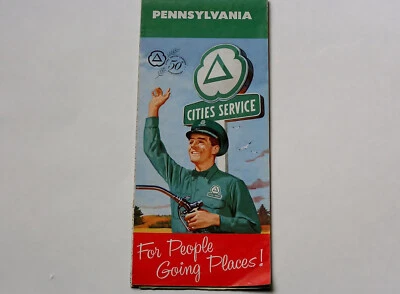 PENNSYLVANIA
50
CITIES SERVICE
For People
Going Places!